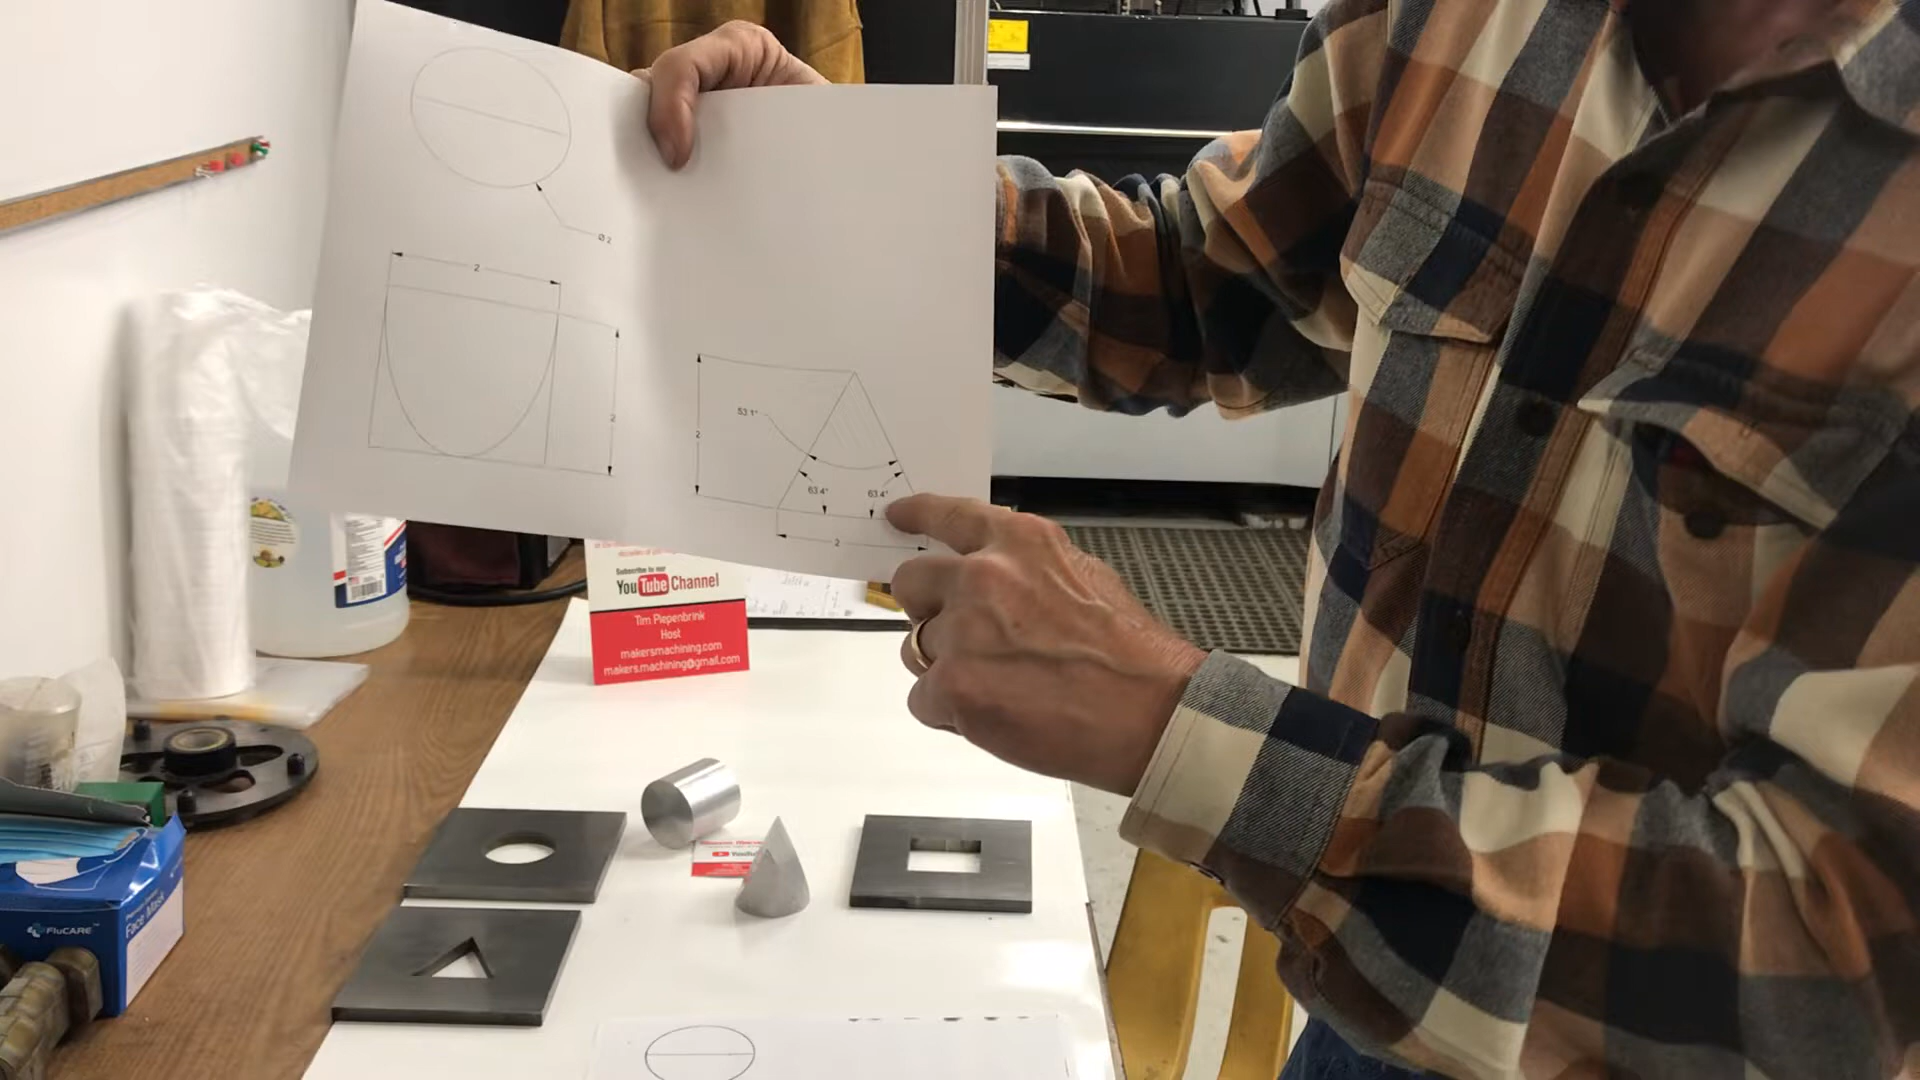 Ø 2
2
2
2
53.1°
63.4°
63.4°
2
Subscribe to our
YouTube Channel
Tim Piepenbrink
Host
makersmachining.com
makers.machining@gmail.com
FluCARE
Face Mask